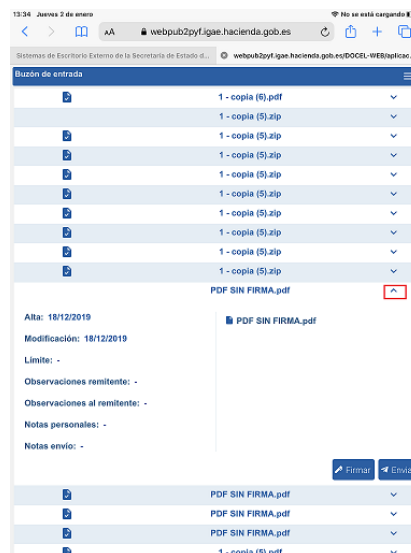 13:34 Jueves 2 de enero No se está cargando
AA webpub2pyf.igae.hacienda.gob.es
Sistemas de Escritorio Externo de la Secretaría de Estado d... webpub2pyf.igae.hacienda.gob.es/DOCEL-WEB/aplicac.
Buzón de entrada
1 - copia (6).pdf
1 - copia (5).zip
1 - copia (5).zip
1 - copia (5).zip
1 - copia (5).zip
1 - copia (5).zip
1 - copia (5).zip
1 - copia (5).zip
1 - copia (5).zip
1 - copia (5).zip
PDF SIN FIRMA.pdf
Alta: 18/12/2019 PDF SIN FIRMA.pdf
Modificación: 18/12/2019
Límite: -
Observaciones remitente: -
Observaciones al remitente: -
Notas personales: -
Notas envío: -
Firmar Envia
PDF SIN FIRMA.pdf
PDF SIN FIRMA.pdf
PDF SIN FIRMA.pdf
1 - copia (5).pdf